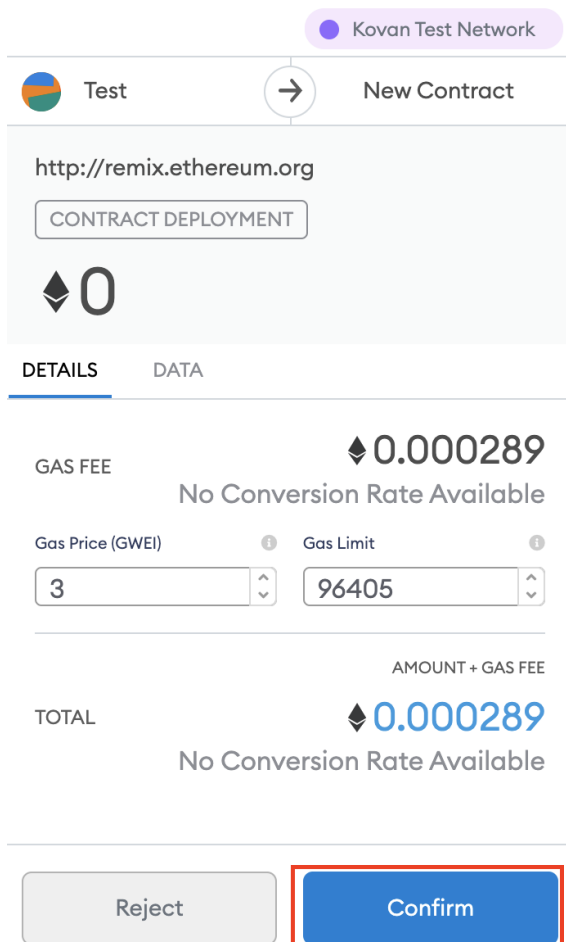 Kovan Test Network
Test
New Contract
http://remix.ethereum.org
CONTRACT DEPLOYMENT
0
DETAILS DATA
GAS FEE
0.000289
No Conversion Rate Available
Gas Price (GWEI) Gas Limit
3 96405
AMOUNT + GAS FEE
TOTAL
0.000289
No Conversion Rate Available
Reject Confirm